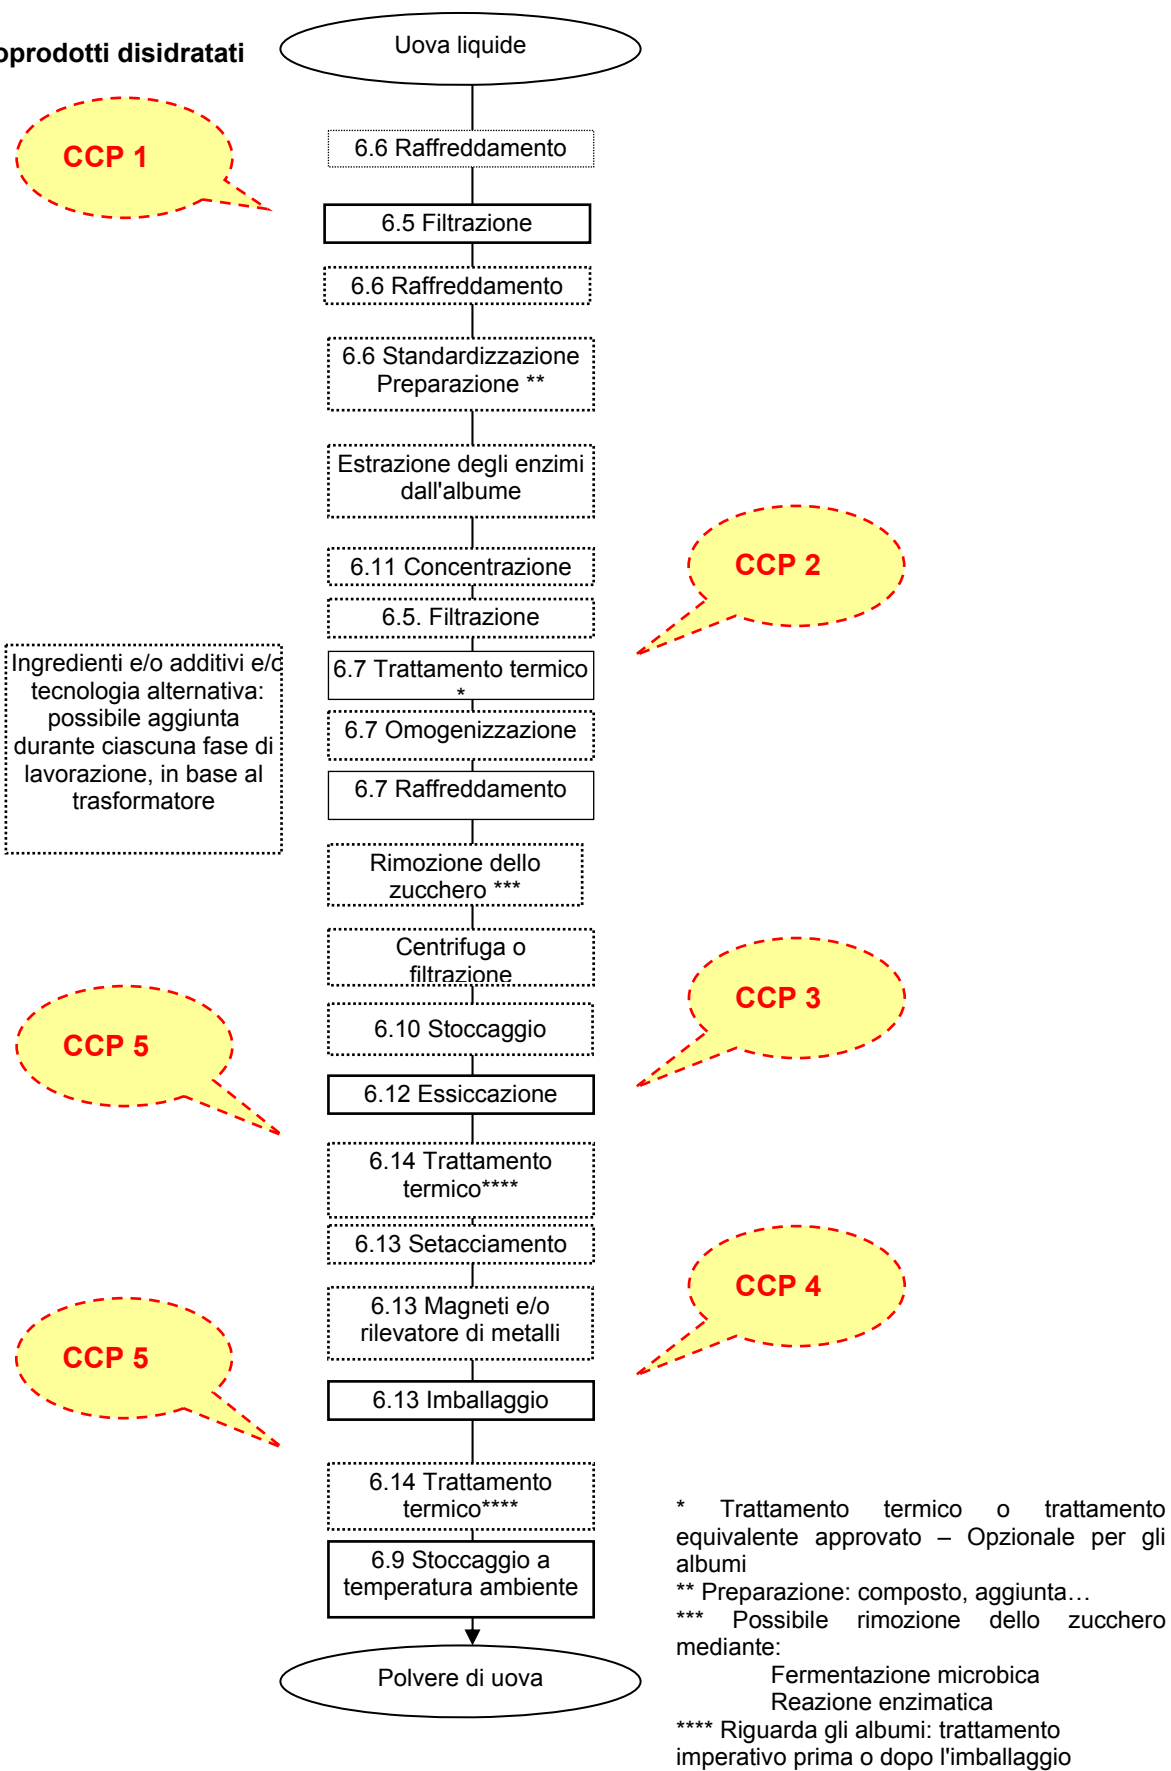 oprodotti disidratati
Uova liquide
CCP 1
6.6 Raffreddamento
6.5 Filtrazione
6.6 Raffreddamento
6.6 Standardizzazione
Preparazione **
Estrazione degli enzimi
dall'albume
CCP 2
6.11 Concentrazione
6.5. Filtrazione
Ingredienti e/o additivi e/o
tecnologia alternativa:
possibile aggiunta
durante ciascuna fase di
lavorazione, in base al
trasformatore
6.7 Trattamento termico
*
6.7 Omogenizzazione
6.7 Raffreddamento
Rimozione dello
zucchero ***
Centrifuga o
filtrazione
CCP 3
6.10 Stoccaggio
CCP 5
6.12 Essiccazione
6.14 Trattamento
termico****
6.13 Setacciamento
CCP 4
6.13 Magneti e/o
rilevatore di metalli
CCP 5
6.13 Imballaggio
6.14 Trattamento
termico****
6.9 Stoccaggio a
temperatura ambiente
Polvere di uova
* Trattamento termico o trattamento
equivalente approvato – Opzionale per gli
albumi
** Preparazione: composto, aggiunta…
*** Possibile rimozione dello zucchero
mediante:
Fermentazione microbica
Reazione enzimatica
**** Riguarda gli albumi: trattamento
imperativo prima o dopo l'imballaggio